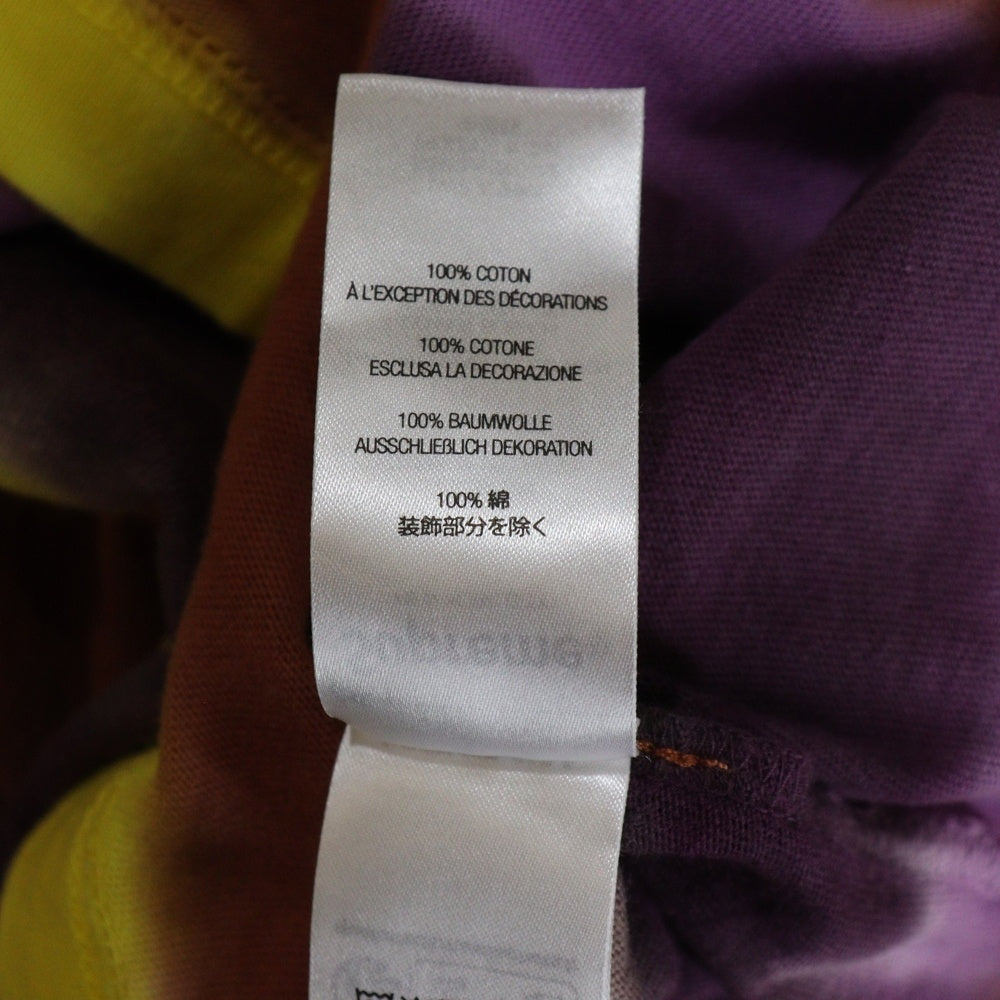 100% COTON
À L'EXCEPTION DES DÉCORATIONS
100% COTONE
ESCLUSA LA DECORAZIONE
100% BAUMWOLLE
AUSSCHLIEßLICH DEKORATION
100% 綿
装飾部分を除く